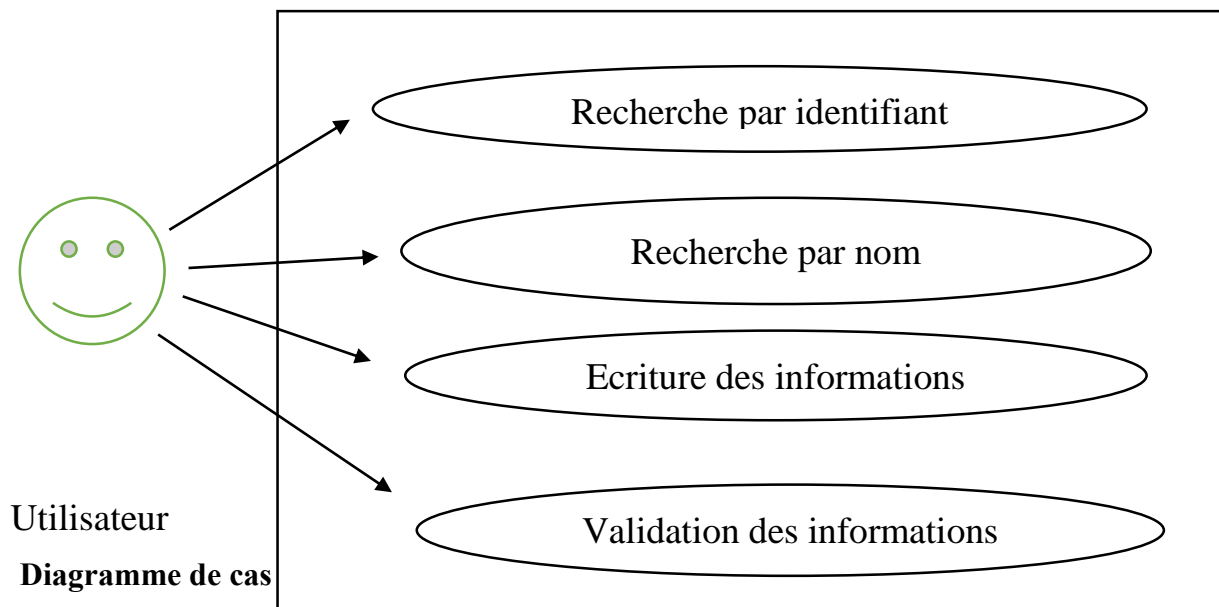 Recherche par identifiant
Recherche par nom
Ecriture des informations
Validation des informations
Utilisateur
Diagramme de cas